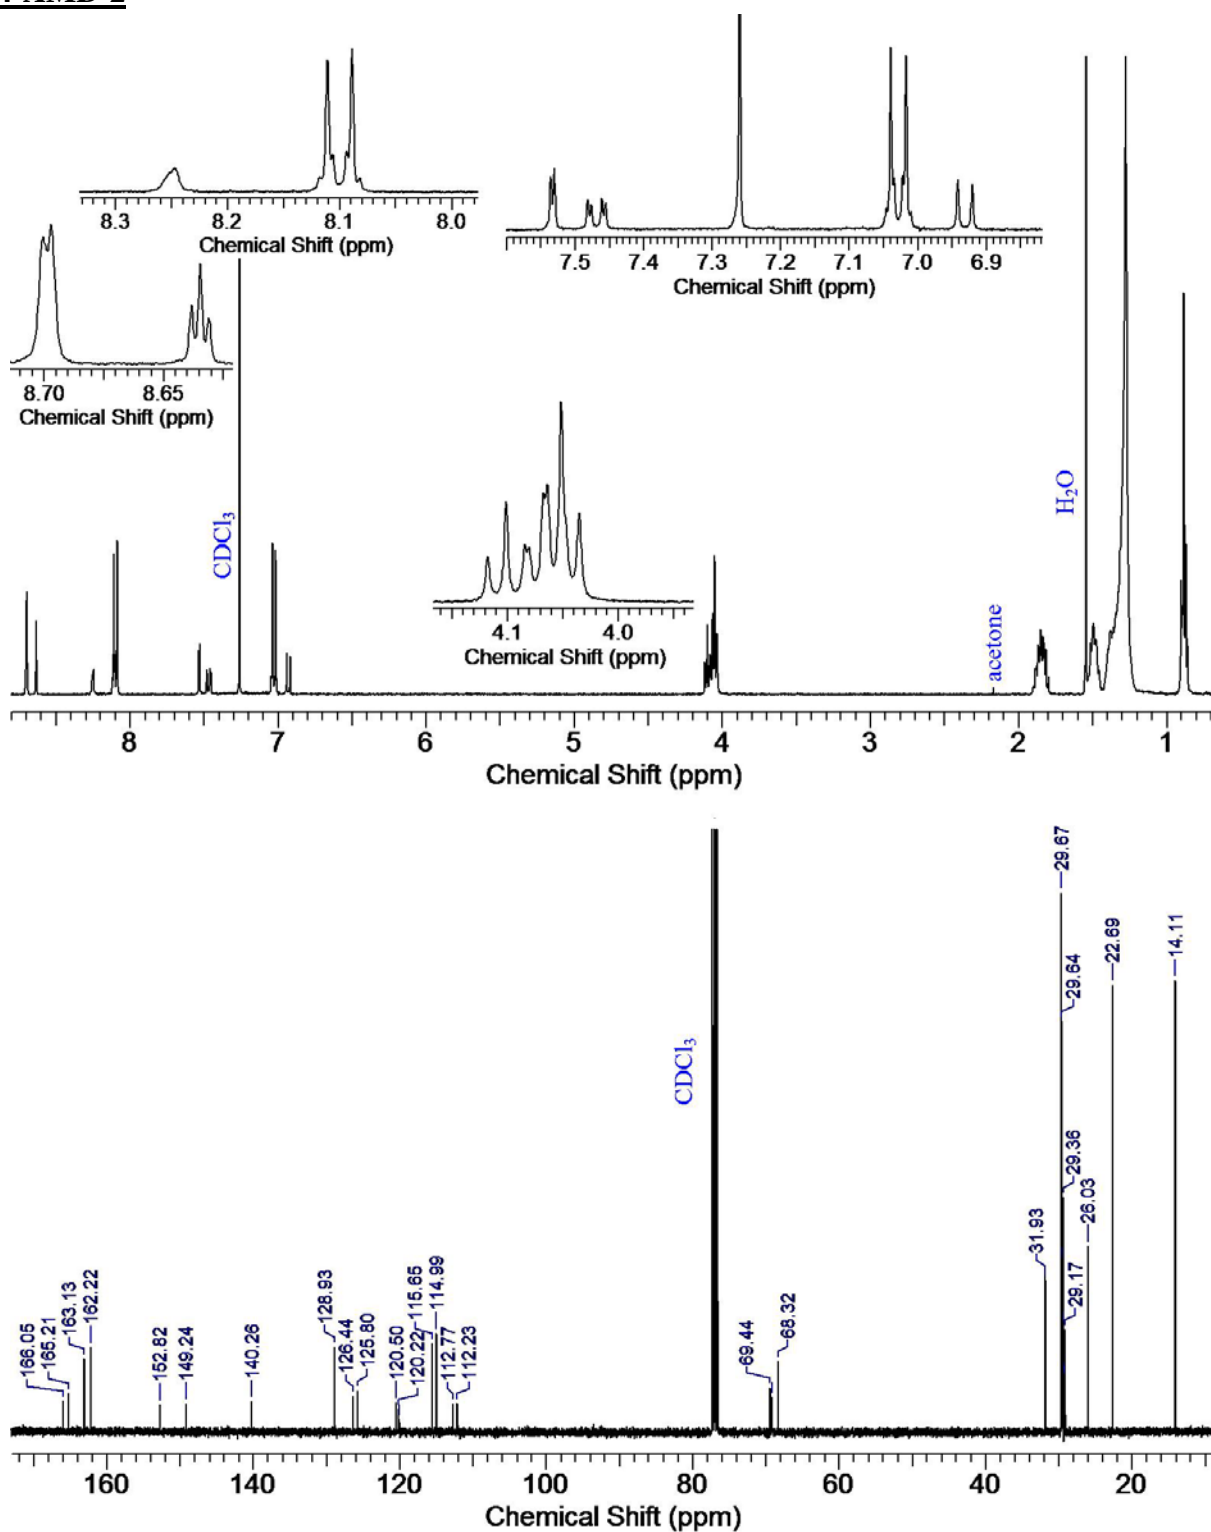 AMD-2
8.3 8.2 8.1 8.0
Chemical Shift (ppm)
7.5 7.4 7.3 7.2 7.1 7.0 6.9
Chemical Shift (ppm)
8.70 8.65
Chemical Shift (ppm)
CDCl₃
4.1 4.0
Chemical Shift (ppm)
acetone
H₂O
8 7 6 5 4 3 2 1
Chemical Shift (ppm)
166.05
165.21
163.13
162.22
152.82
149.24
140.26
128.93
126.44
125.80
120.50
120.22
115.65
114.99
112.77
112.23
CDCl₃
69.44
68.32
31.93
29.67
29.64
29.36
29.17
26.03
22.69
14.11
160 140 120 100 80 60 40 20
Chemical Shift (ppm)